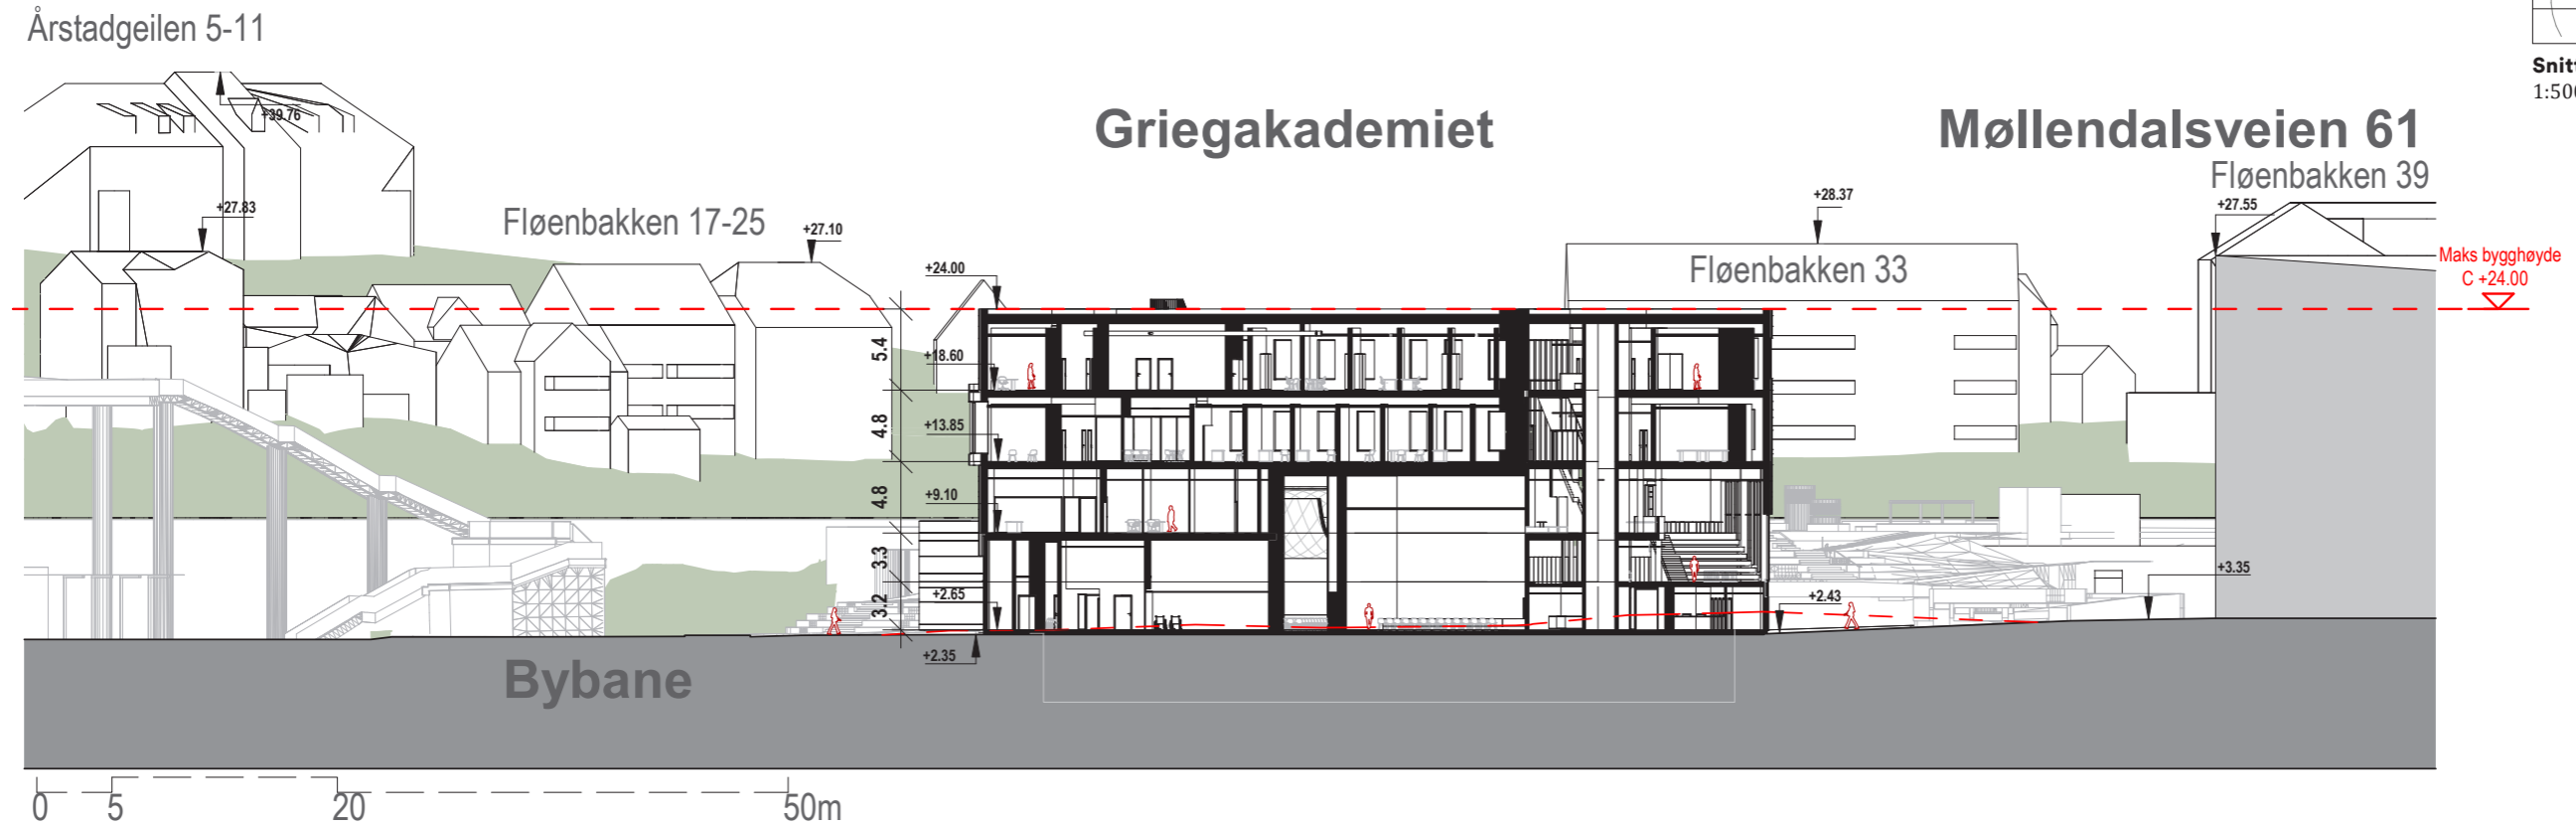 Årstadgeilen 5-11
+39.76
Griegakademiet
Møllendalsveien 61
1:500
+27.83
Fløenbakken 17-25
+27.10
+28.37
Fløenbakken 39
+27.55
Fløenbakken 33
Maks bygghøyde
C +24.00
+24.00
5.4
+18.60
4.8
+13.85
4.8
+9.10
3.3
3.2
+2.65
+2.43
+3.35
+2.35
Bybane
0 5 20 50m